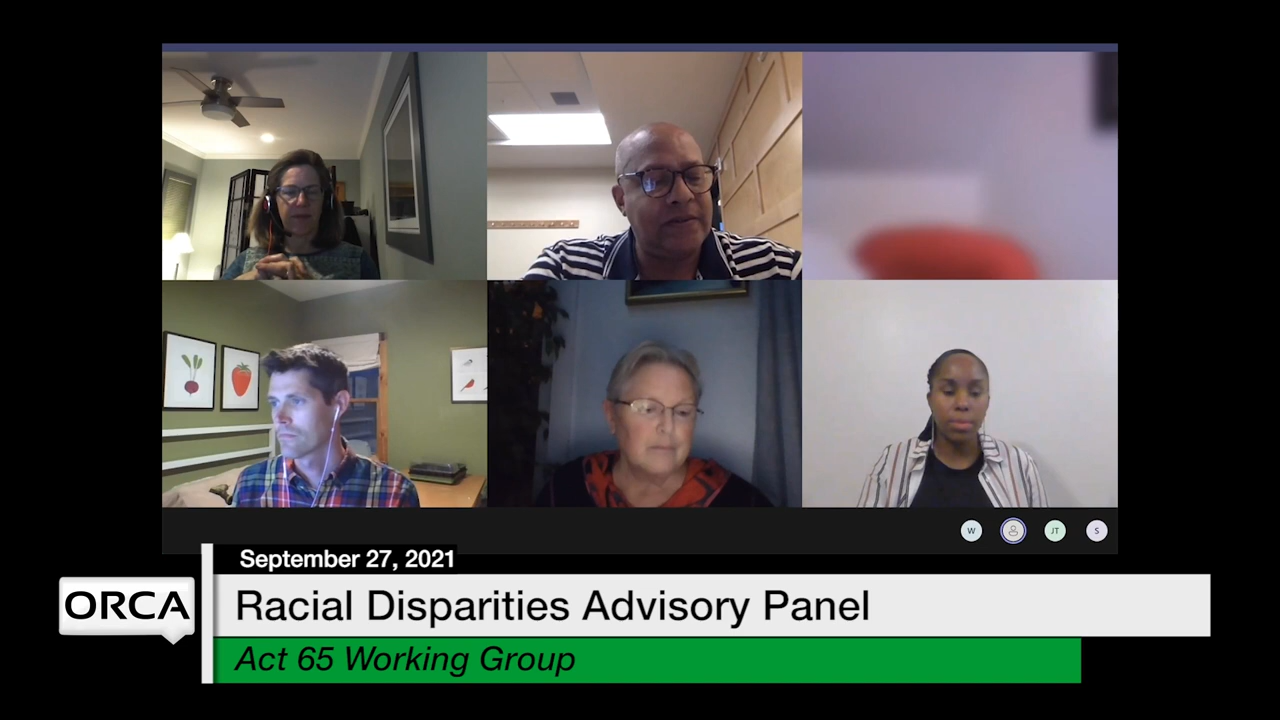 W
JT
S
September 27, 2021
ORCA
Racial Disparities Advisory Panel
Act 65 Working Group